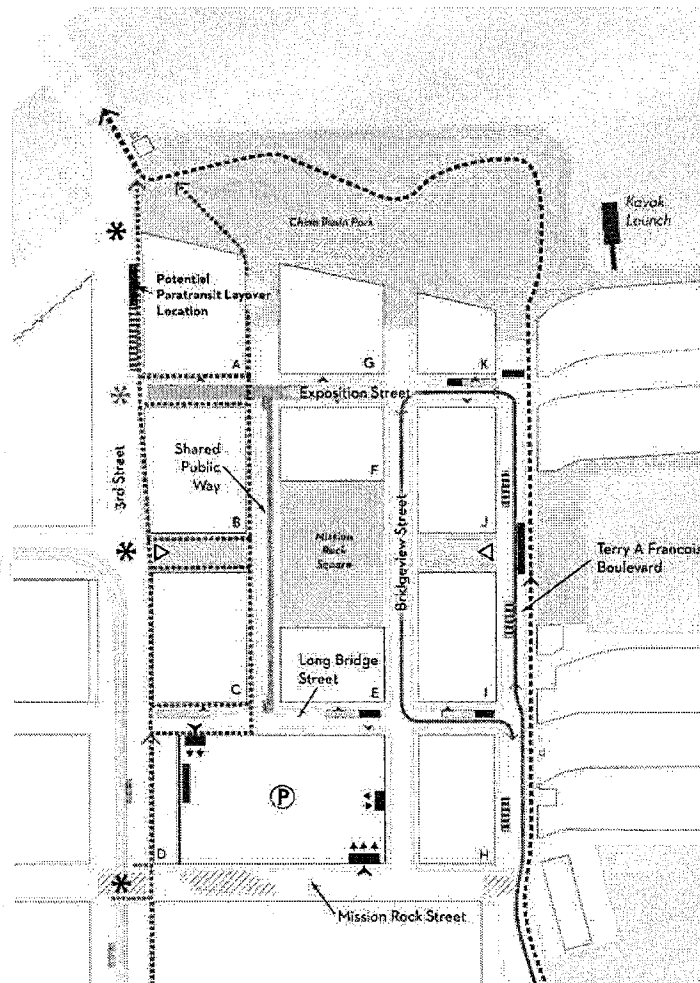 Kayak
Launch
China Basin Park
Potential
Paratransit Layover
Location
A
G
K
Exposition Street
Shared
Public
Way
3rd Street
F
B
Mission
Rock
Square
Bridgeview Street
J
Terry A Francois
Boulevard
Long Bridge
Street
C
E
I
P
D
H
Mission Rock Street